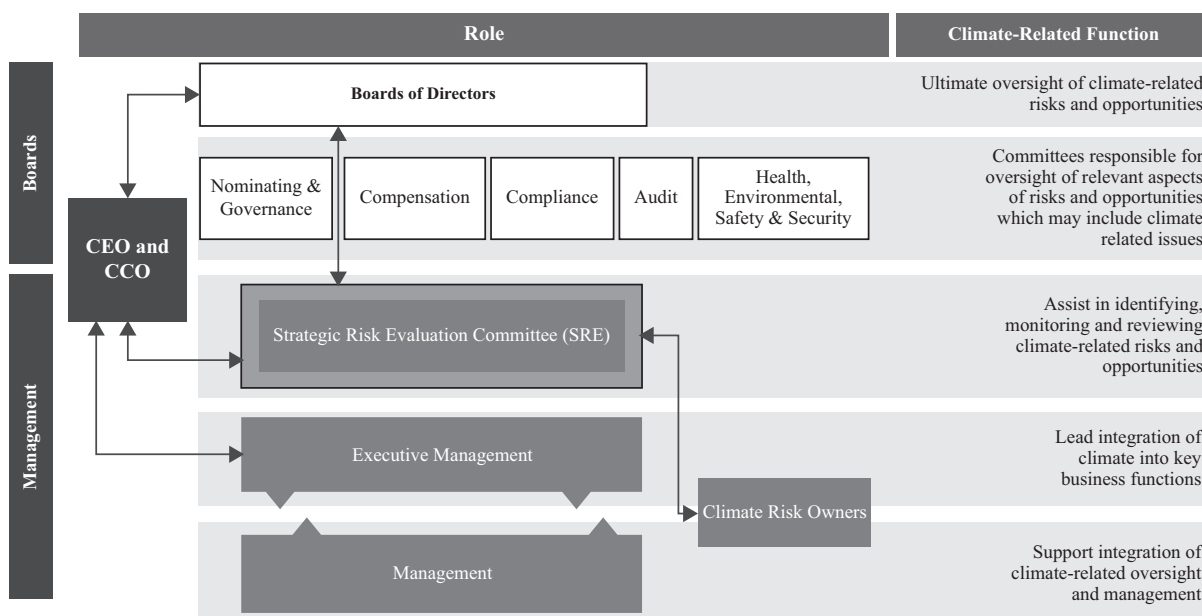 Role
Climate-Related Function
Boards
Boards of Directors
Ultimate oversight of climate-related
risks and opportunities
Nominating &
Governance
Compensation
Compliance
Audit
Health,
Environmental,
Safety & Security
Committees responsible for
oversight of relevant aspects
of risks and opportunities
which may include climate
related issues
CEO and
CCO
Management
Strategic Risk Evaluation Committee (SRE)
Assist in identifying,
monitoring and reviewing
climate-related risks and
opportunities
Executive Management
Lead integration of
climate into key
business functions
Climate Risk Owners
Management
Support integration of
climate-related oversight
and management